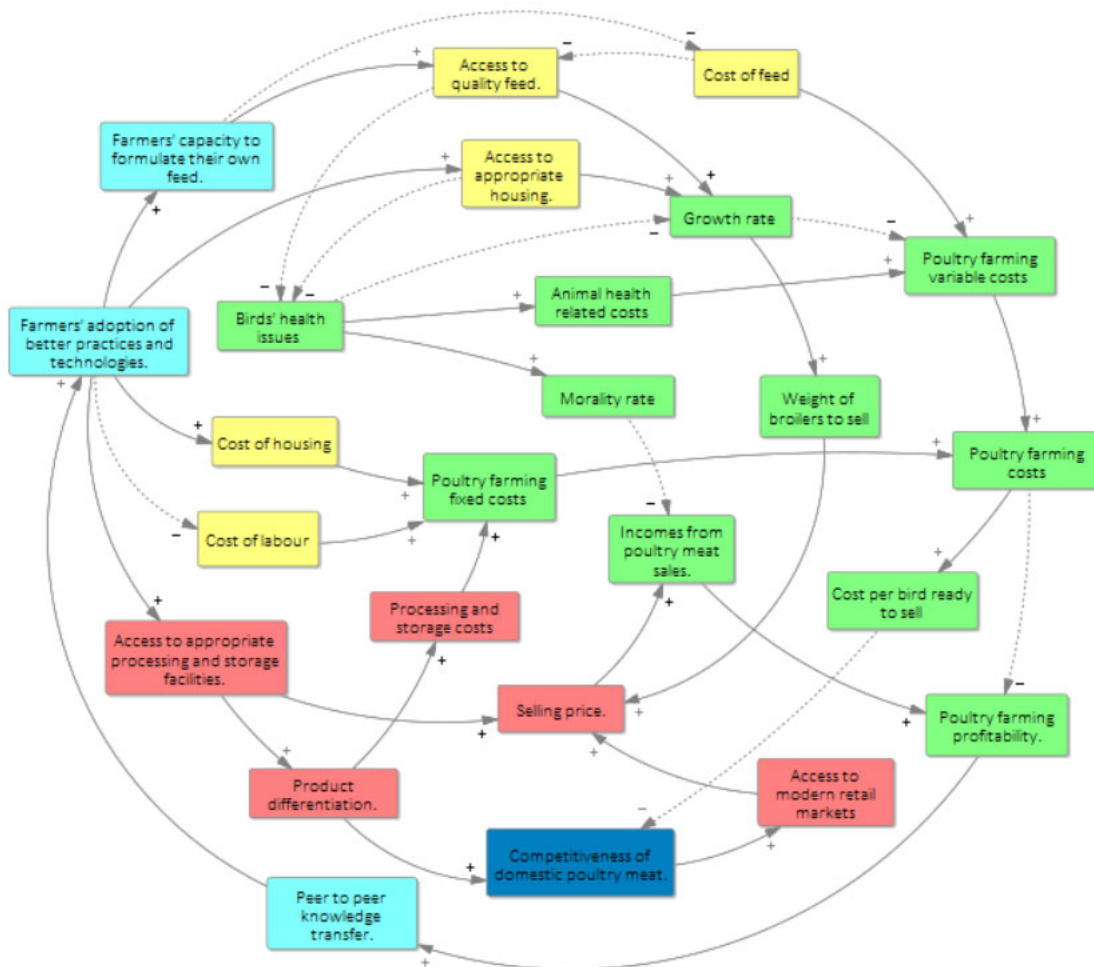 Access to
quality feed.
Cost of feed
Farmers' capacity to
formulate their own
feed.
Access to
appropriate
housing.
Growth rate
Poultry farming
variable costs
Animal health
related costs
Birds' health
issues
Farmers' adoption of
better practices and
technologies.
Morality rate
Weight of
broilers to sell
Cost of housing
Poultry farming
fixed costs
Poultry farming
costs
Cost of labour
Incomes from
poultry meat
sales.
Cost per bird ready
to sell
Processing and
storage costs
Access to appropriate
processing and storage
facilities.
Selling price.
Poultry farming
profitability.
Product
differentiation.
Access to
modern retail
markets
Competitiveness of
domestic poultry meat.
Peer to peer
knowledge
transfer.